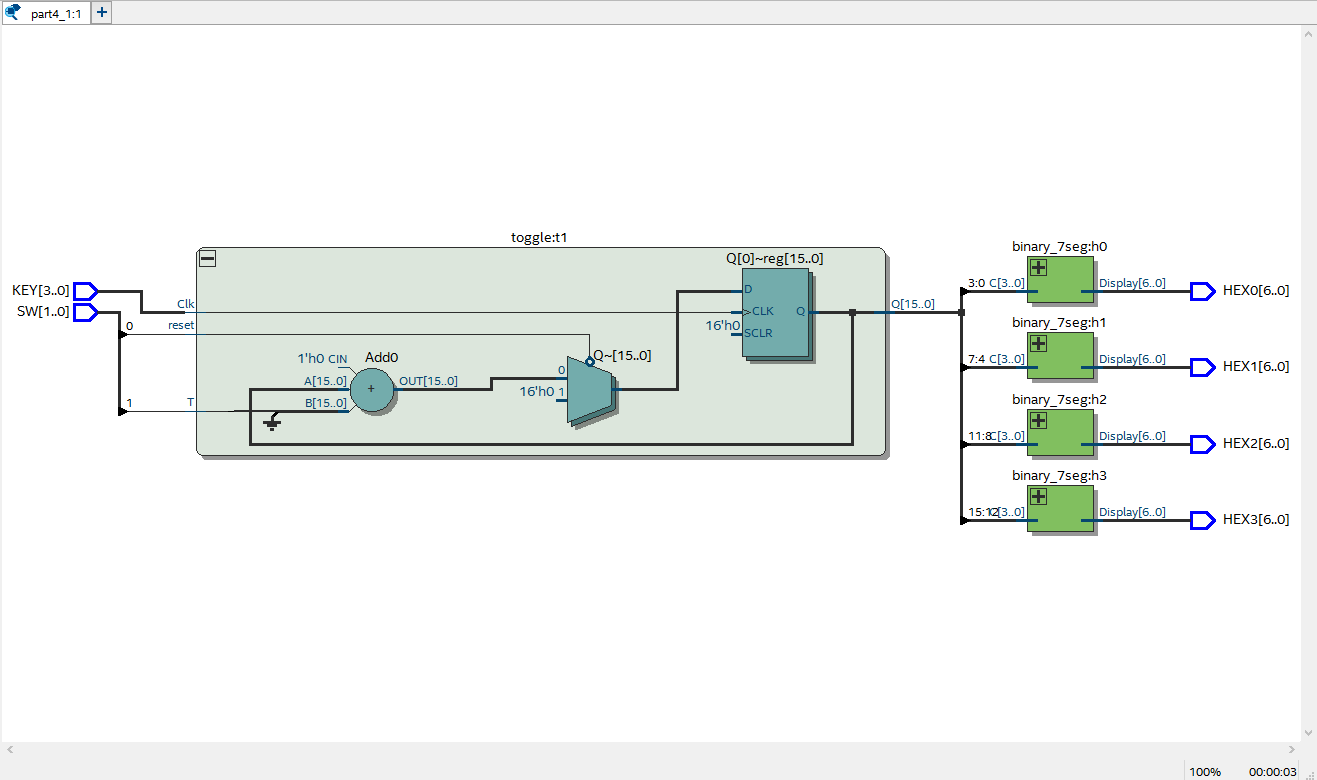 part4_1:1
+
toggle:t1
KEY[3..0]
SW[1..0]
0
1
Clk
reset
T
1'h0 CIN
Add0
A[15..0]
B[15..0]
+
OUT[15..0]
Q~[15..0]
0
16'h0 1
Q[0]~reg[15..0]
D
>CLK
Q
16'h0
SCLR
Q[15..0]
binary_7seg:h0
3:0 C[3..0]
Display[6..0]
HEX0[6..0]
binary_7seg:h1
7:4 C[3..0]
Display[6..0]
HEX1[6..0]
binary_7seg:h2
11:8 C[3..0]
Display[6..0]
HEX2[6..0]
binary_7seg:h3
15:12 C[3..0]
Display[6..0]
HEX3[6..0]
100%
00:00:03